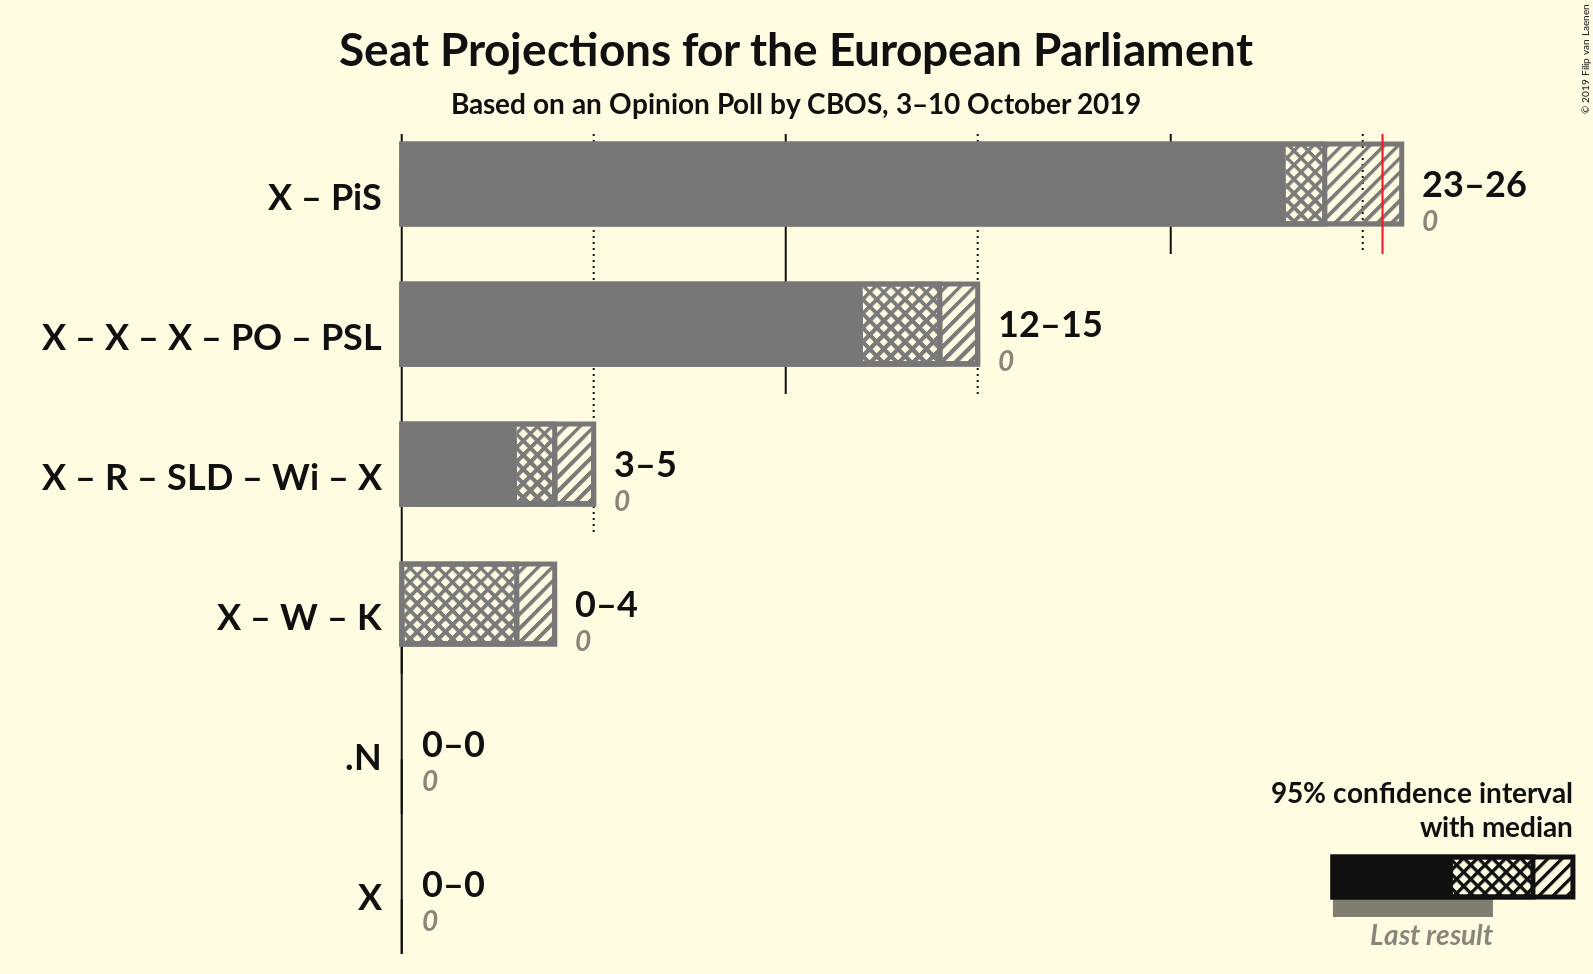 Seat Projections for the European Parliament
Based on an Opinion Poll by CBOS, 3–10 October 2019
© 2019 Filip van Laenen
X – PiS
23–26
0
X – X – X – PO – PSL
12–15
0
X – R – SLD – Wi – X
3–5
0
X – W – K
0–4
0
.N
0–0
0
X
0–0
0
95% confidence interval
with median
Last result